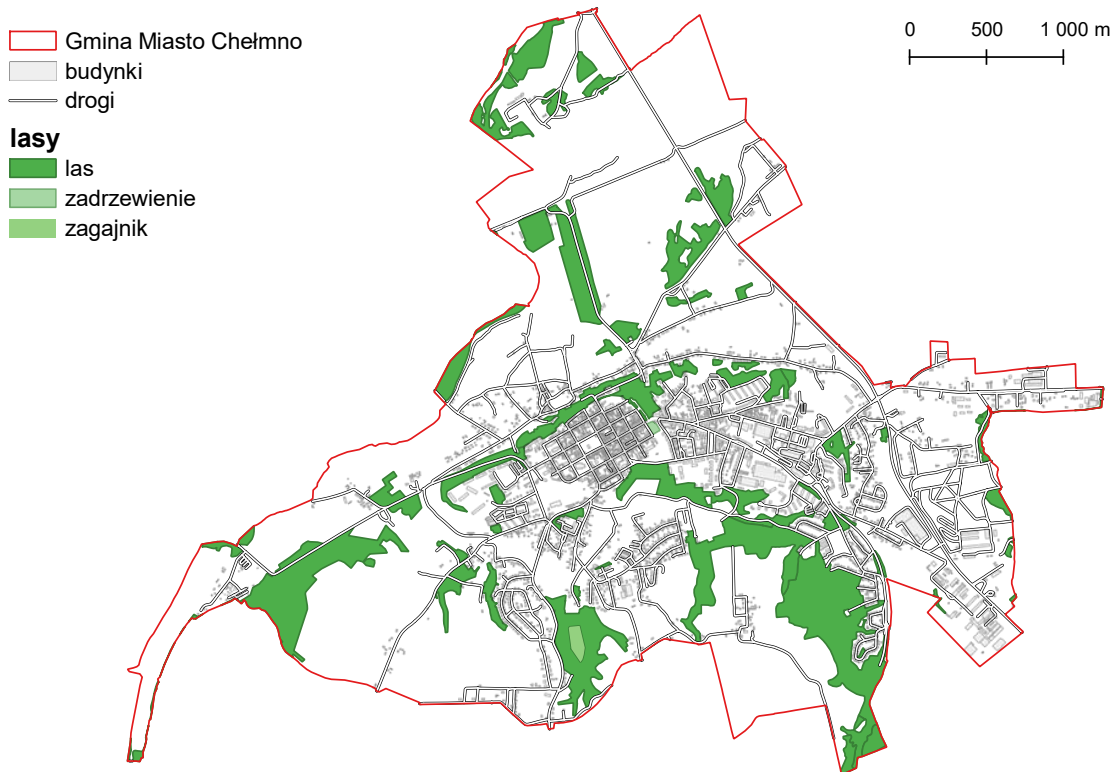 Gmina Miasto Chełmno
budynki
drogi
lasy
las
zadrzewienie
zagajnik
0 500 1 000 m